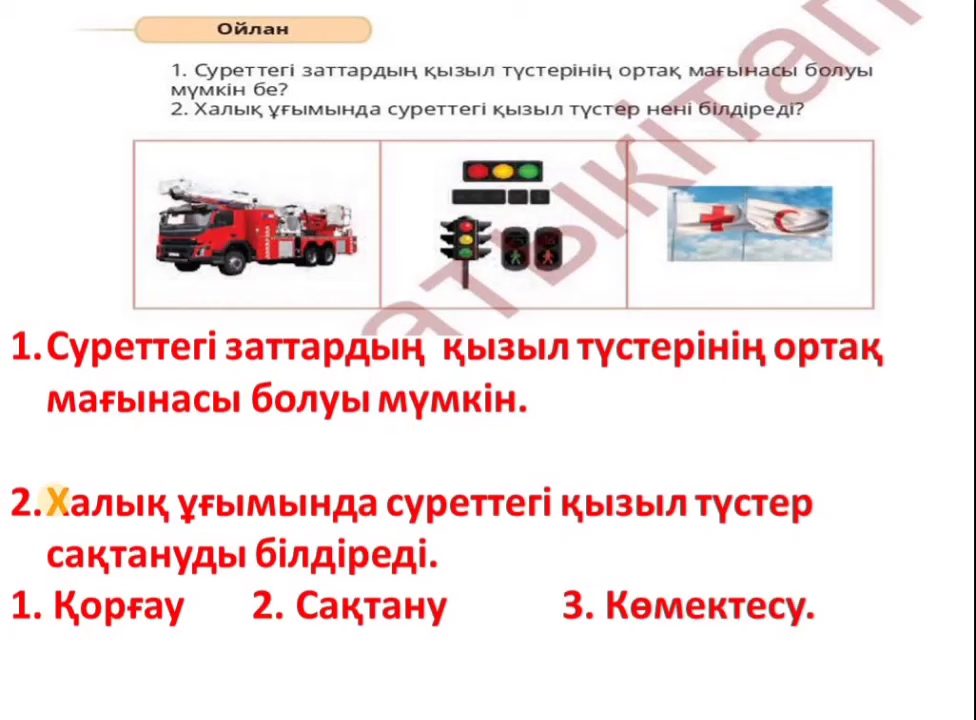 Ойлан
1. Суреттегі заттардың қызыл түстерінің ортақ мағынасы болуы
мүмкін бе?
2. Халық ұғымында суреттегі қызыл түстер нені білдіреді?
атыкітап
1. Суреттегі заттардың қызыл түстерінің ортақ
мағынасы болуы мүмкін.
2. Халық ұғымында суреттегі қызыл түстер
сақтануды білдіреді.
1. Қорғау 2. Сақтану 3. Көмектесу.